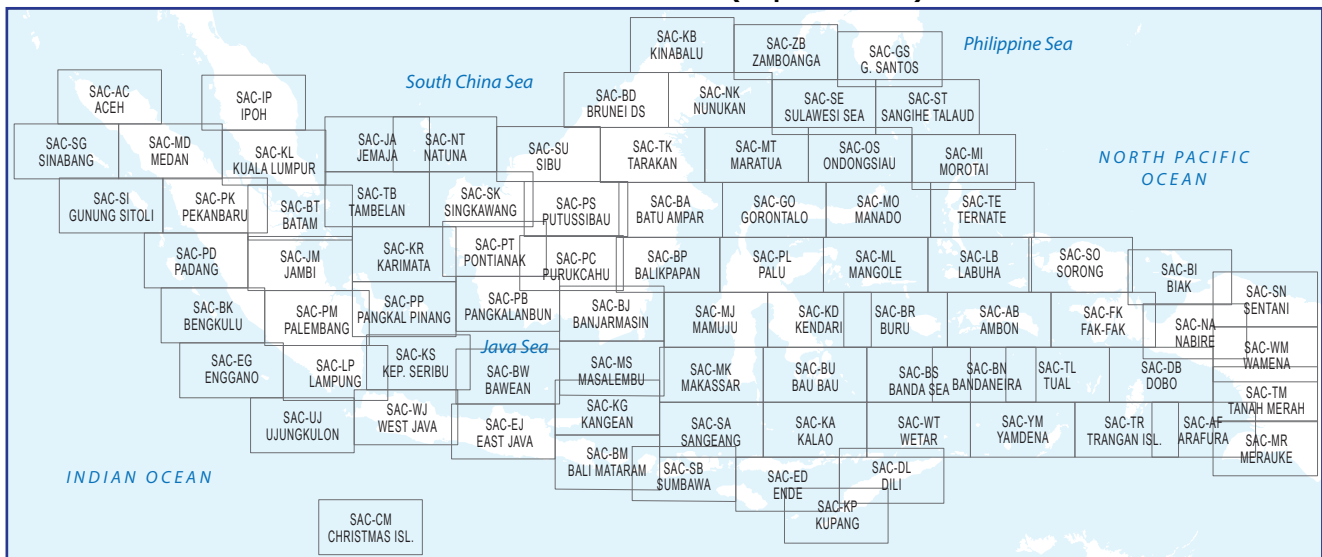 SAC-KB
KINABALU
SAC-ZB
ZAMBOANGA
SAC-GS
G. SANTOS
Philippine Sea
South China Sea
SAC-AC
ACEH
SAC-IP
IPOH
SAC-BD
BRUNEI DS
SAC-NK
NUNUKAN
SAC-SE
SULAWESI SEA
SAC-ST
SANGIHE TALAUD
SAC-SG
SINABANG
SAC-MD
MEDAN
SAC-KL
KUALA LUMPUR
SAC-JA
JEMAJA
SAC-NT
NATUNA
SAC-SU
SIBU
SAC-TK
TARAKAN
SAC-MT
MARATUA
SAC-OS
ONDONGSIAU
SAC-MI
MOROTAI
NORTH PACIFIC
OCEAN
SAC-SI
GUNUNG SITOLI
SAC-PK
PEKANBARU
SAC-BT
BATAM
SAC-TB
TAMBELAN
SAC-SK
SINGKAWANG
SAC-PS
PUTUSSIBAU
SAC-BA
BATU AMPAR
SAC-GO
GORONTALO
SAC-MO
MANADO
SAC-TE
TERNATE
SAC-PD
PADANG
SAC-JM
JAMBI
SAC-KR
KARIMATA
SAC-PT
PONTIANAK
SAC-PC
PURUKCAHU
SAC-BP
BALIKPAPAN
SAC-PL
PALU
SAC-ML
MANGOLE
SAC-LB
LABUHA
SAC-SO
SORONG
SAC-BI
BIAK
SAC-SN
SENTANI
SAC-BK
BENGKULU
SAC-PM
PALEMBANG
SAC-PP
PANGKAL PINANG
SAC-PB
PANGKALANBUN
SAC-BJ
BANJARMASIN
SAC-MJ
MAMUJU
SAC-KD
KENDARI
SAC-BR
BURU
SAC-AB
AMBON
SAC-FK
FAK-FAK
SAC-NA
NABIRE
SAC-WM
WAMENA
SAC-EG
ENGGANO
SAC-LP
LAMPUNG
SAC-KS
KEP. SERIBU
Java Sea
SAC-BW
BAWEAN
SAC-MS
MASALEMBU
SAC-MK
MAKASSAR
SAC-BU
BAU BAU
SAC-BS
BANDA SEA
SAC-BN
BANDANEIRA
SAC-TL
TUAL
SAC-DB
DOBO
SAC-TM
TANAH MERAH
SAC-UJ
UJUNGKULON
SAC-WJ
WEST JAVA
SAC-EJ
EAST JAVA
SAC-KG
KANGEAN
SAC-SA
SANGEANG
SAC-KA
KALAO
SAC-WT
WETAR
SAC-YM
YAMDENA
SAC-TR
TRANGAN ISL.
SAC-AF
ARAFURA
SAC-MR
MERAUKE
INDIAN OCEAN
SAC-BM
BALI MATARAM
SAC-SB
SUMBAWA
SAC-ED
ENDE
SAC-DL
DILI
SAC-KP
KUPANG
SAC-CM
CHRISTMAS ISL.